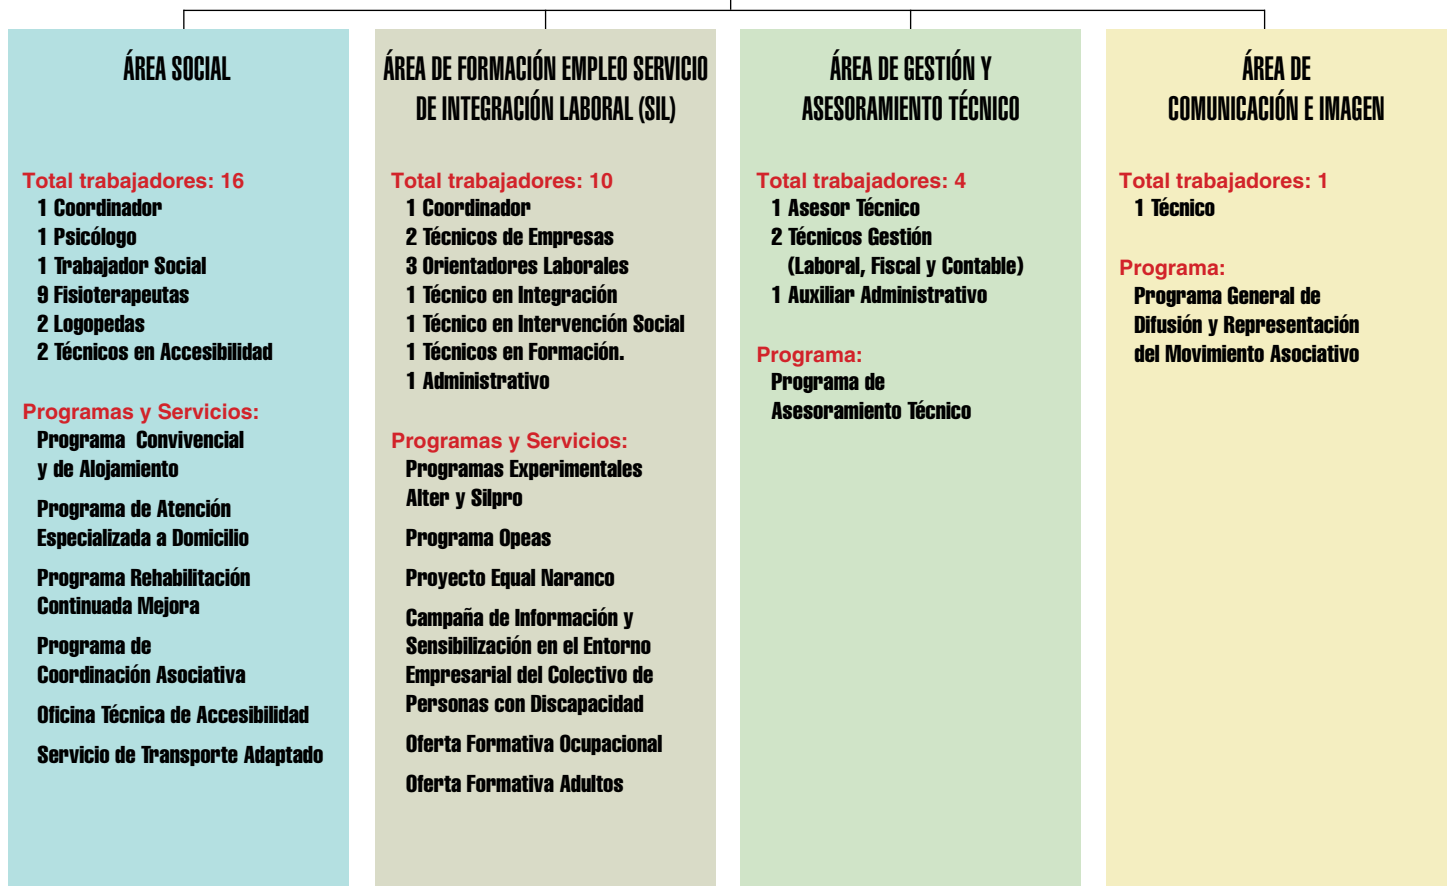 ÁREA SOCIAL
Total trabajadores: 16
1 Coordinador
1 Psicólogo
1 Trabajador Social
9 Fisioterapeutas
2 Logopedas
2 Técnicos en Accesibilidad
Programas y Servicios:
Programa Convivencial
y de Alojamiento
Programa de Atención
Especializada a Domicilio
Programa Rehabilitación
Continuada Mejora
Programa de
Coordinación Asociativa
Oficina Técnica de Accesibilidad
Servicio de Transporte Adaptado
ÁREA DE FORMACIÓN EMPLEO SERVICIO
DE INTEGRACIÓN LABORAL (SIL)
Total trabajadores: 10
1 Coordinador
2 Técnicos de Empresas
3 Orientadores Laborales
1 Técnico en Integración
1 Técnico en Intervención Social
1 Técnicos en Formación.
1 Administrativo
Programas y Servicios:
Programas Experimentales
Alter y Silpro
Programa Opeas
Proyecto Equal Naranco
Campaña de Información y
Sensibilización en el Entorno
Empresarial del Colectivo de
Personas con Discapacidad
Oferta Formativa Ocupacional
Oferta Formativa Adultos
ÁREA DE GESTIÓN Y
ASESORAMIENTO TÉCNICO
Total trabajadores: 4
1 Asesor Técnico
2 Técnicos Gestión
(Laboral, Fiscal y Contable)
1 Auxiliar Administrativo
Programa:
Programa de
Asesoramiento Técnico
ÁREA DE
COMUNICACIÓN E IMAGEN
Total trabajadores: 1
1 Técnico
Programa:
Programa General de
Difusión y Representación
del Movimiento Asociativo